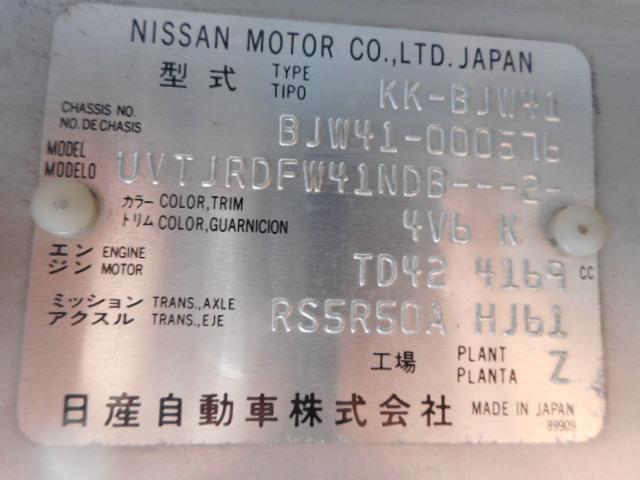 NISSAN MOTOR CO.,LTD. JAPAN
型式 TYPE TIPO KK-BJW41
CHASSIS NO. NO.DE CHASIS BJW41-000576
MODEL MODELO UVTJRDFW41NDB---2-
カラー COLOR,TRIM
トリム COLOR,GUARNICION 4V6 K
エンジン ENGINE MOTOR TD42 4169 CC
ミッション TRANS.,AXLE
アクスル TRANS.,EJE RS5R50A HJ61
工場 PLANT PLANTA Z
日産自動車株式会社 MADE IN JAPAN
89909